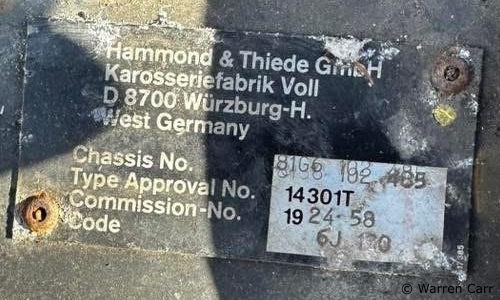 Hammond & Thiede GmbH
Karosseriefabrik Voll
D 8700 Würzburg-H.
West Germany
Chassis No.
Type Approval No. 14301T
Commission-No. 19 24-58
Code 6J
© Warren Carr